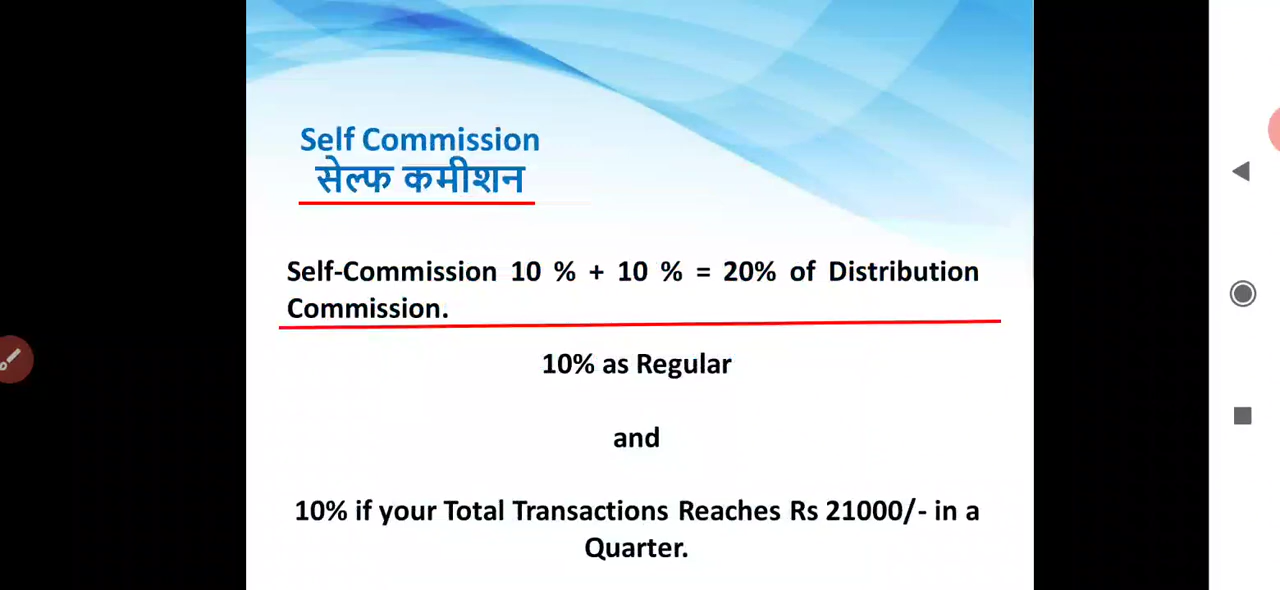 Self Commission
सेल्फ कमीशन
Self-Commission 10 % + 10 % = 20% of Distribution
Commission.
10% as Regular
and
10% if your Total Transactions Reaches Rs 21000/- in a
Quarter.